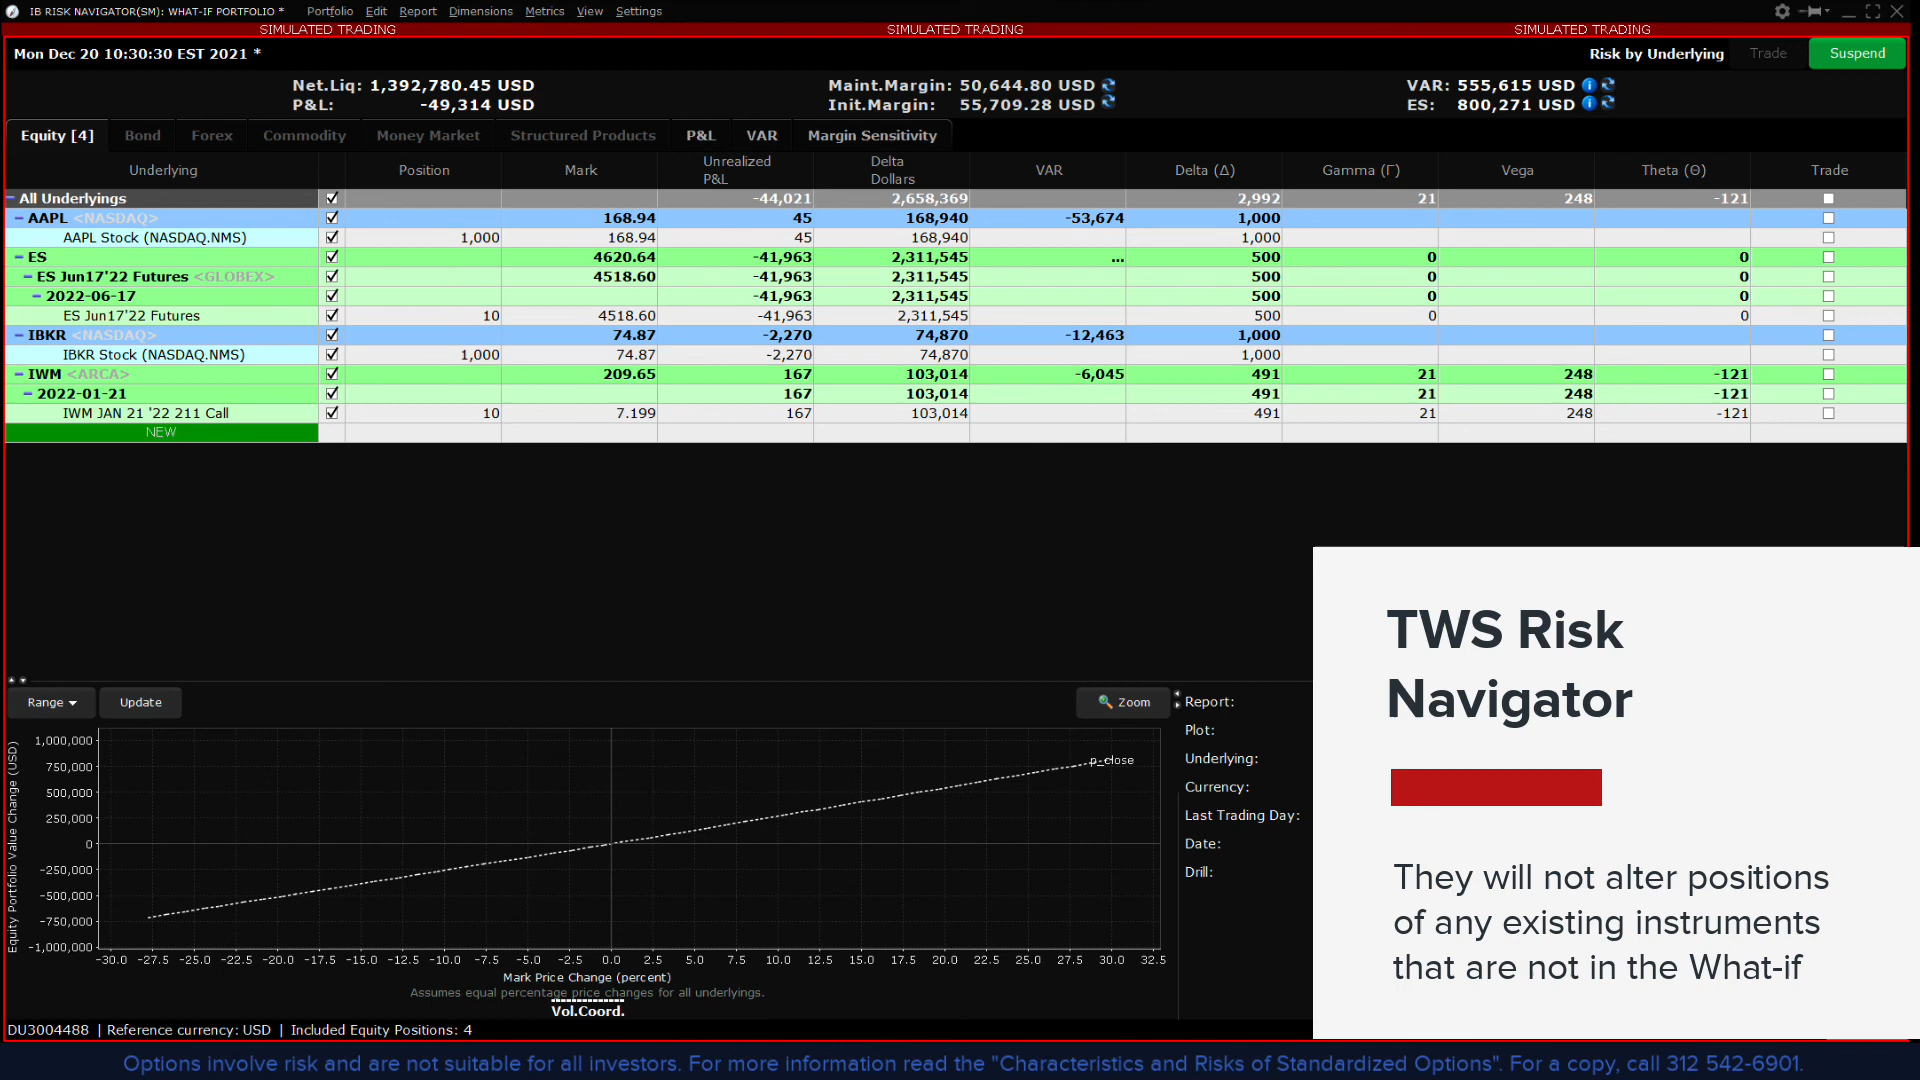 IB RISK NAVIGATOR(SM): WHAT-IF PORTFOLIO * Portfolio Edit Report Dimensions Metrics View Settings
SIMULATED TRADING SIMULATED TRADING SIMULATED TRADING
Mon Dec 20 10:30:30 EST 2021 * Risk by Underlying Trade Suspend
Net.Liq: 1,392,780.45 USD Maint.Margin: 50,644.80 USD VAR: 555,615 USD
P&L: -49,314 USD Init.Margin: 55,709.28 USD ES: 800,271 USD
Equity [4] Bond Forex Commodity Money Market Structured Products P&L VAR Margin Sensitivity
Underlying Position Mark Unrealized P&L Delta Dollars VAR Delta (Δ) Gamma (Γ) Vega Theta (Θ) Trade
All Underlyings -44,021 2,658,369 2,992 21 248 -121
AAPL <NASDAQ> 168.94 45 168,940 -53,674 1,000
AAPL Stock (NASDAQ.NMS) 1,000 168.94 45 168,940 1,000
ES 4620.64 -41,963 2,311,545 ... 500 0 0
ES Jun17'22 Futures <GLOBEX> 4518.60 -41,963 2,311,545 500 0 0
2022-06-17 -41,963 2,311,545 500 0 0
ES Jun17'22 Futures 10 4518.60 -41,963 2,311,545 500 0 0
IBKR <NASDAQ> 74.87 -2,270 74,870 -12,463 1,000
IBKR Stock (NASDAQ.NMS) 1,000 74.87 -2,270 74,870 1,000
IWM <ARCA> 209.65 167 103,014 -6,045 491 21 248 -121
2022-01-21 167 103,014 491 21 248 -121
IWM JAN 21 '22 211 Call 10 7.199 167 103,014 491 21 248 -121
NEW
Range Update Zoom
Equity Portfolio Value Change (USD)
1,000,000
750,000
500,000
250,000
0
-250,000
-500,000
-750,000
-1,000,000
p_close
-30.0 -27.5 -25.0 -22.5 -20.0 -17.5 -15.0 -12.5 -10.0 -7.5 -5.0 -2.5 0.0 2.5 5.0 7.5 10.0 12.5 15.0 17.5 20.0 22.5 25.0 27.5 30.0 32.5
Mark Price Change (percent)
Assumes equal percentage price changes for all underlyings.
Vol.Coord.
Report:
Plot:
Underlying:
Currency:
Last Trading Day:
Date:
Drill:
TWS Risk
Navigator
They will not alter positions
of any existing instruments
that are not in the What-if
DU3004488 | Reference currency: USD | Included Equity Positions: 4
Options involve risk and are not suitable for all investors. For more information read the "Characteristics and Risks of Standardized Options". For a copy, call 312 542-6901.